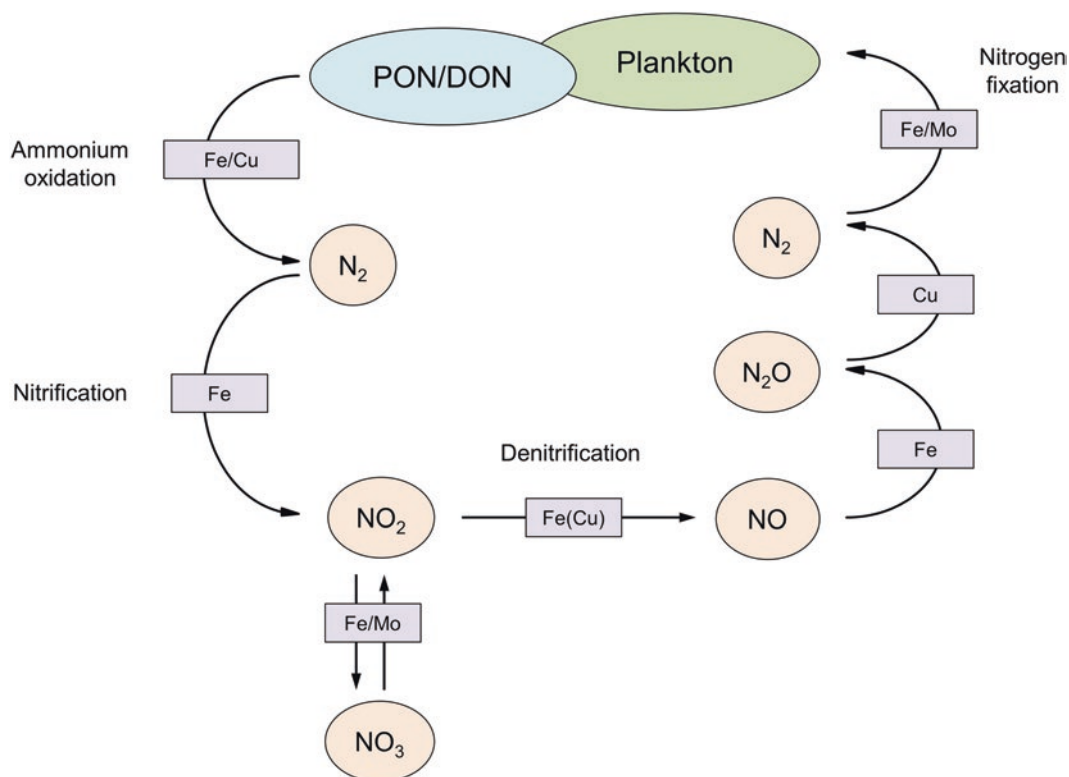 PON/DON
Plankton
Nitrogen
fixation
Fe/Mo
Ammonium
oxidation
Fe/Cu
N₂
N₂
Cu
Nitrification
Fe
N₂O
Fe
Denitrification
NO₂
Fe(Cu)
NO
Fe/Mo
NO₃